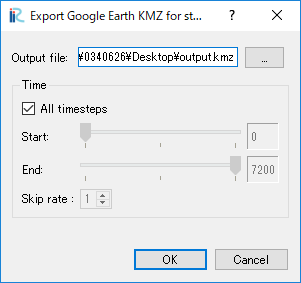 Export Google Earth KMZ for st...
Output file: ¥0340626¥Desktop¥output.kmz ...
Time
All timesteps
Start: 0
End: 7200
Skip rate : 1
OK Cancel